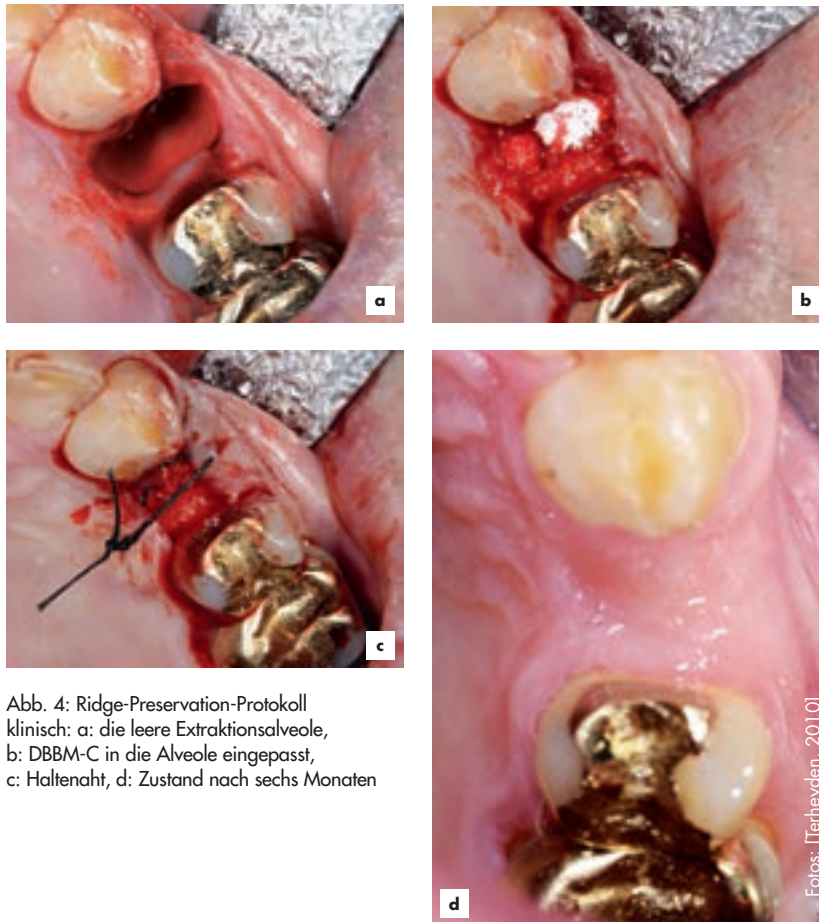 a
b
c
Abb. 4: Ridge-Preservation-Protokoll
klinisch: a: die leere Extraktionsalveole,
b: DBBM-C in die Alveole eingepasst,
c: Haltenaht, d: Zustand nach sechs Monaten
d
Fotos: [Terheyden, 2010]